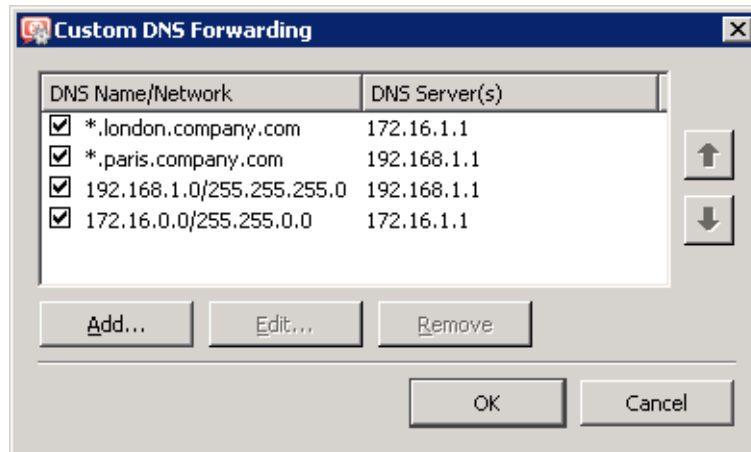 Custom DNS Forwarding
DNS Name/Network DNS Server(s)
*.london.company.com 172.16.1.1
*.paris.company.com 192.168.1.1
192.168.1.0/255.255.255.0 192.168.1.1
172.16.0.0/255.255.0.0 172.16.1.1
Add... Edit... Remove
OK Cancel